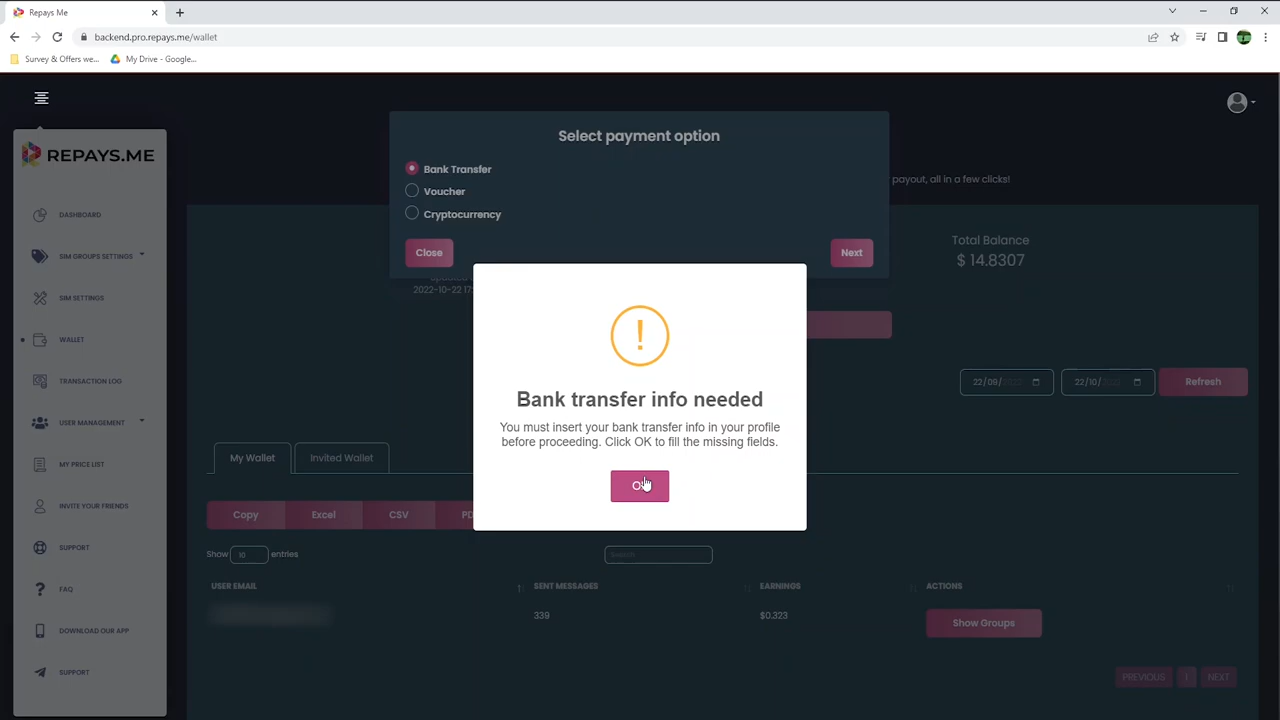 Repays Me
backend.pro.repays.me/wallet
Survey & Offers we...
My Drive - Google...
REPAYS.ME
DASHBOARD
SIM GROUPS SETTINGS
SIM SETTINGS
WALLET
TRANSACTION LOG
USER MANAGEMENT
MY PRICE LIST
INVITE YOUR FRIENDS
SUPPORT
FAQ
DOWNLOAD OUR APP
SUPPORT
Select payment option
Bank Transfer
Voucher
Cryptocurrency
Close
Next
payout, all in a few clicks!
Total Balance
$ 14.8307
2022-10-22 17:
Bank transfer info needed
You must insert your bank transfer info in your profile
before proceeding. Click OK to fill the missing fields.
22/09/
22/10/
Refresh
My Wallet
Invited Wallet
Copy
Excel
CSV
Show 10 entries
Search
USER EMAIL
SENT MESSAGES
EARNINGS
ACTIONS
339
$0.323
Show Groups
PREVIOUS
1
NEXT